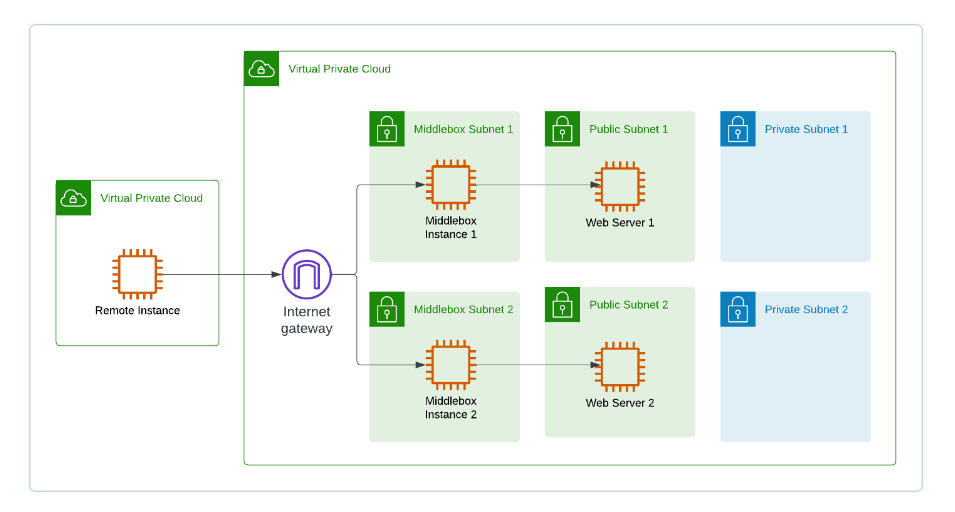 Virtual Private Cloud
Middlebox Subnet 1
Public Subnet 1
Private Subnet 1
Middlebox
Instance 1
Web Server 1
Virtual Private Cloud
Remote Instance
Internet
gateway
Middlebox Subnet 2
Public Subnet 2
Private Subnet 2
Middlebox
Instance 2
Web Server 2